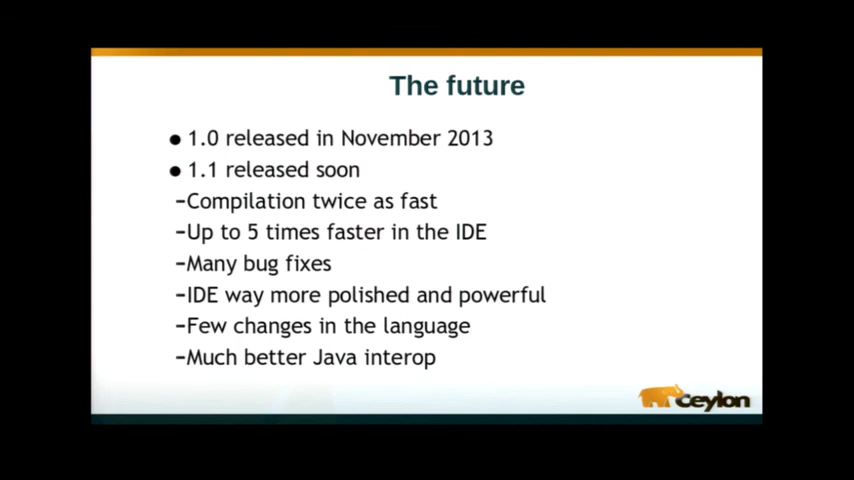 The future
● 1.0 released in November 2013
● 1.1 released soon
–Compilation twice as fast
–Up to 5 times faster in the IDE
–Many bug fixes
–IDE way more polished and powerful
–Few changes in the language
–Much better Java interop
Ceylon